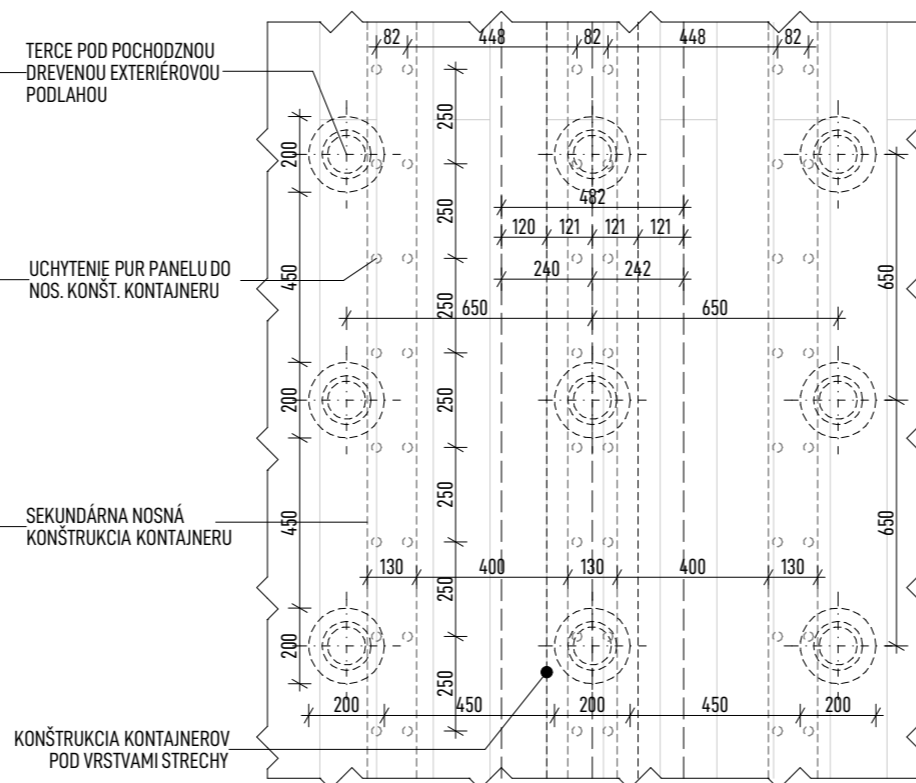 82 448 82 448 82
TERCE POD POCHODZNOU
DREVENOU EXTERIÉROVOU
PODLAHOU
250
200
250
482
120 121 121 121
UCHYTENIE PUR PANELU DO
NOS. KONŠT. KONTAJNERU
240 242
450
650
250
650 650
200
250
250
SEKUNDÁRNA NOSNÁ
KONŠTRUKCIA KONTAJNERU
450
650
130 400 130 400 130
250
200
250
200 450 200 450 200
KONŠTRUKCIA KONTAJNEROV
POD VRSTVAMI STRECHY